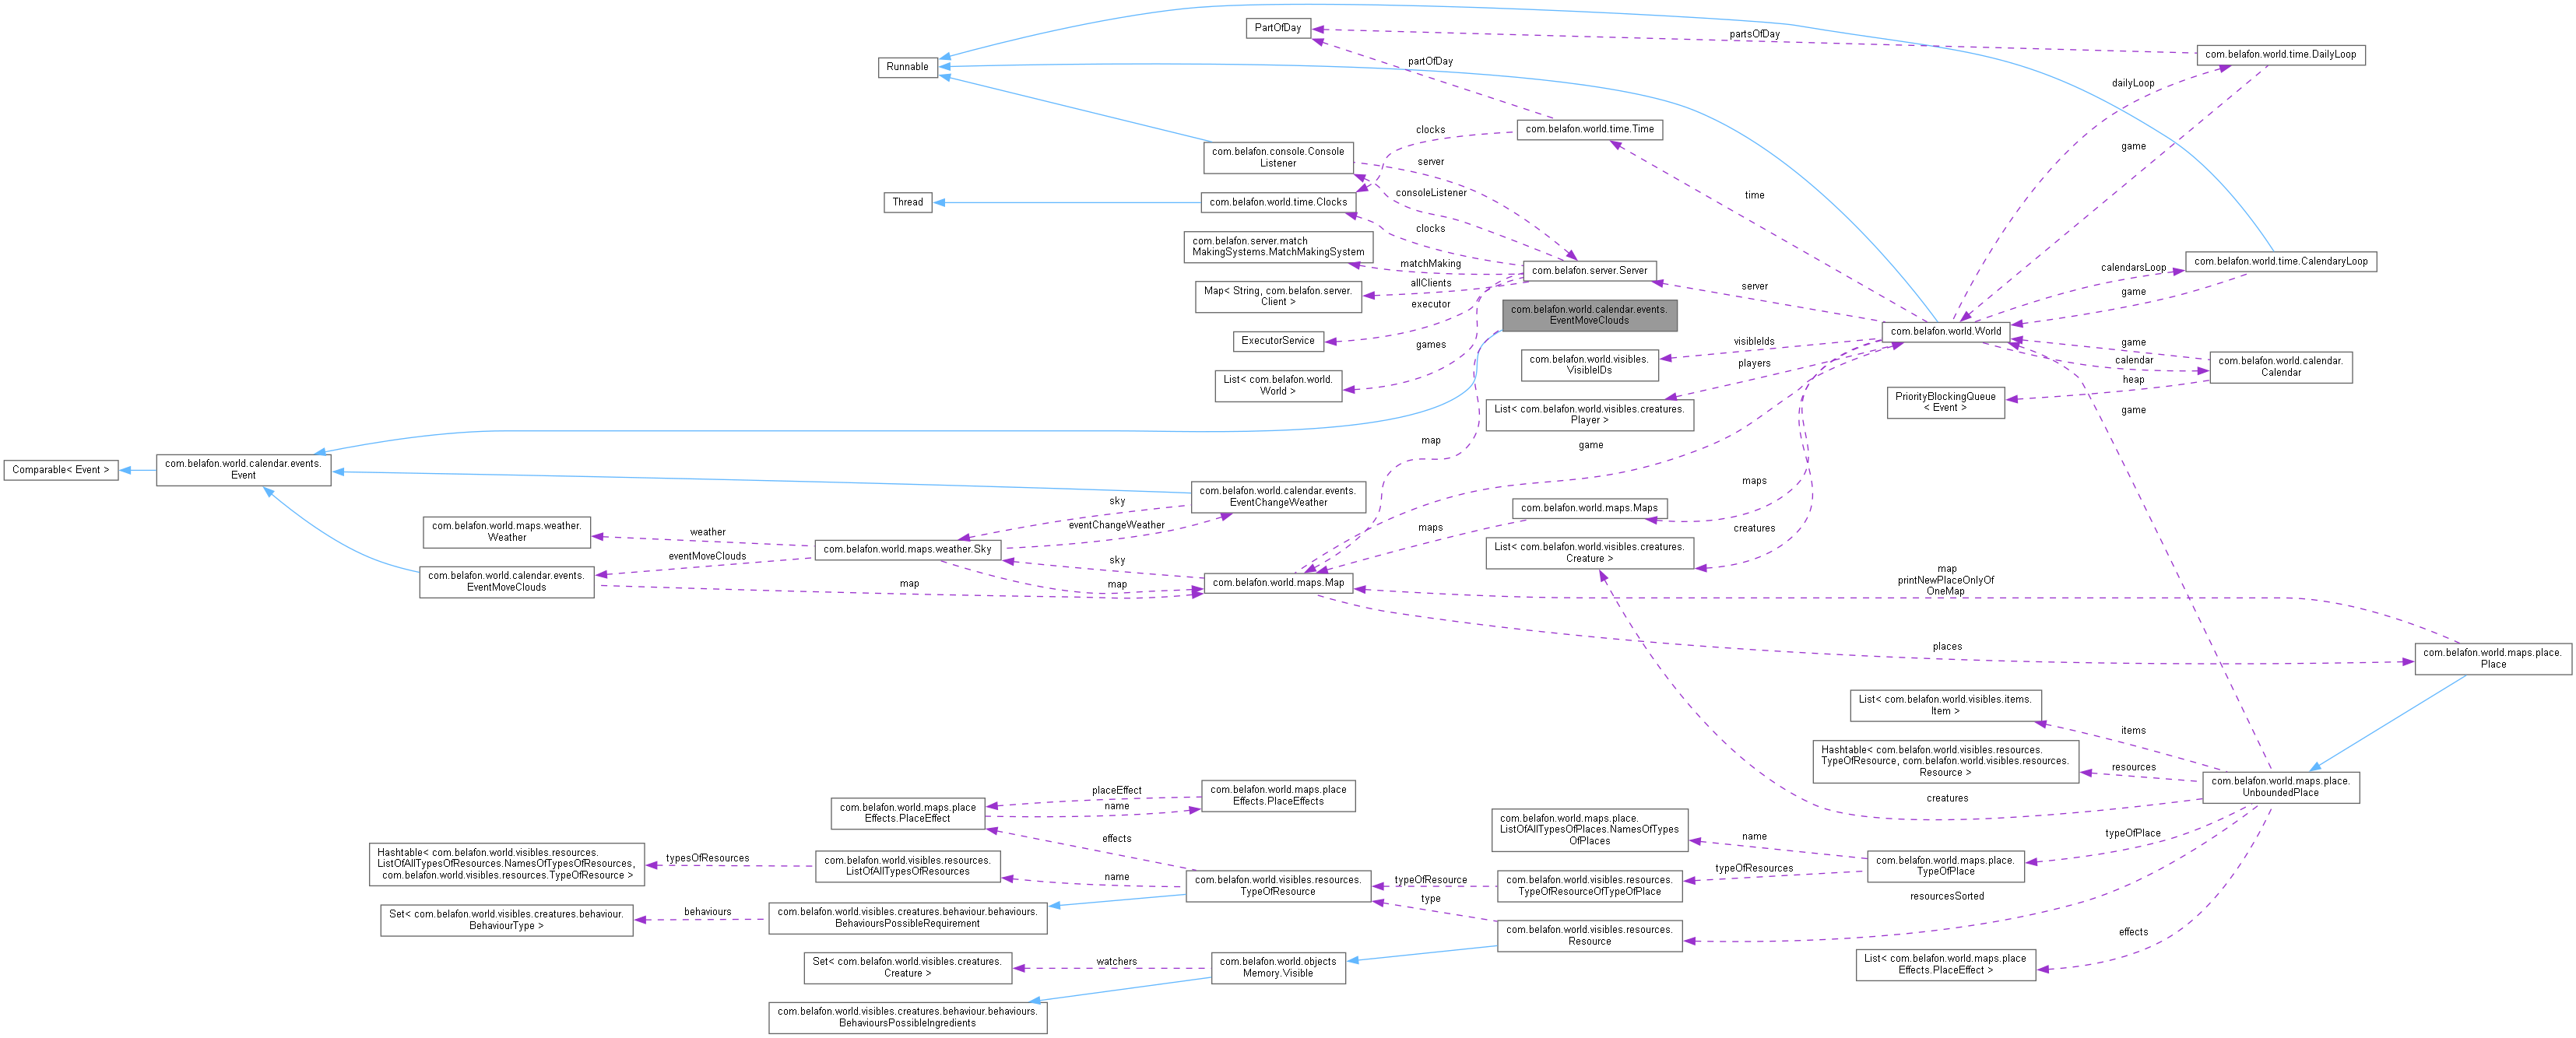 PartOfDay
partsOfDay
com.belafon.world.time.DailyLoop
Runnable
partOfDay
dailyLoop
clocks
com.belafon.world.time.Time
com.belafon.console.Console
Listener
server
game
consoleListener
time
Thread
com.belafon.world.time.Clocks
clocks
com.belafon.server.match
MakingSystems.MatchMakingSystem
matchMaking
com.belafon.server.Server
calendarsLoop
com.belafon.world.time.CalendaryLoop
Map< String, com.belafon.server.
Client >
allClients
server
game
executor
com.belafon.world.calendar.events.
EventMoveClouds
com.belafon.world.World
ExecutorService
games
com.belafon.world.visibles.
VisibleIDs
visibleIds
game
calendar
com.belafon.world.calendar.
Calendar
List< com.belafon.world.
World >
players
heap
PriorityBlockingQueue
< Event >
List< com.belafon.world.visibles.creatures.
Player >
game
map
game
Comparable< Event >
com.belafon.world.calendar.events.
Event
com.belafon.world.calendar.events.
EventChangeWeather
sky
maps
com.belafon.world.maps.weather.
Weather
weather
eventChangeWeather
maps
com.belafon.world.maps.Maps
creatures
com.belafon.world.maps.weather.Sky
List< com.belafon.world.visibles.creatures.
Creature >
eventMoveClouds
sky
com.belafon.world.calendar.events.
EventMoveClouds
map
map
com.belafon.world.maps.Map
map
printNewPlaceOnlyOf
OneMap
places
com.belafon.world.maps.place.
Place
List< com.belafon.world.visibles.items.
Item >
items
Hashtable< com.belafon.world.visibles.resources.
TypeOfResource, com.belafon.world.visibles.resources.
Resource >
resources
com.belafon.world.maps.place.
UnboundedPlace
creatures
com.belafon.world.maps.place
Effects.PlaceEffect
placeEffect
name
com.belafon.world.maps.place
Effects.PlaceEffects
com.belafon.world.maps.place.
ListOfAllTypesOfPlaces.NamesOfTypes
OfPlaces
name
typeOfPlace
effects
Hashtable< com.belafon.world.visibles.resources.
ListOfAllTypesOfResources.NamesOfTypesOfResources,
com.belafon.world.visibles.resources.TypeOfResource >
typesOfResources
com.belafon.world.visibles.resources.
ListOfAllTypesOfResources
name
com.belafon.world.visibles.resources.
TypeOfResource
typeOfResource
com.belafon.world.visibles.resources.
TypeOfResourceOfTypeOfPlace
typeOfResources
com.belafon.world.maps.place.
TypeOfPlace
type
resourcesSorted
Set< com.belafon.world.visibles.creatures.behaviour.
BehaviourType >
behaviours
com.belafon.world.visibles.creatures.behaviour.behaviours.
BehavioursPossibleRequirement
com.belafon.world.visibles.resources.
Resource
effects
Set< com.belafon.world.visibles.creatures.
Creature >
watchers
com.belafon.world.objects
Memory.Visible
List< com.belafon.world.maps.place
Effects.PlaceEffect >
com.belafon.world.visibles.creatures.behaviour.behaviours.
BehavioursPossibleIngredients